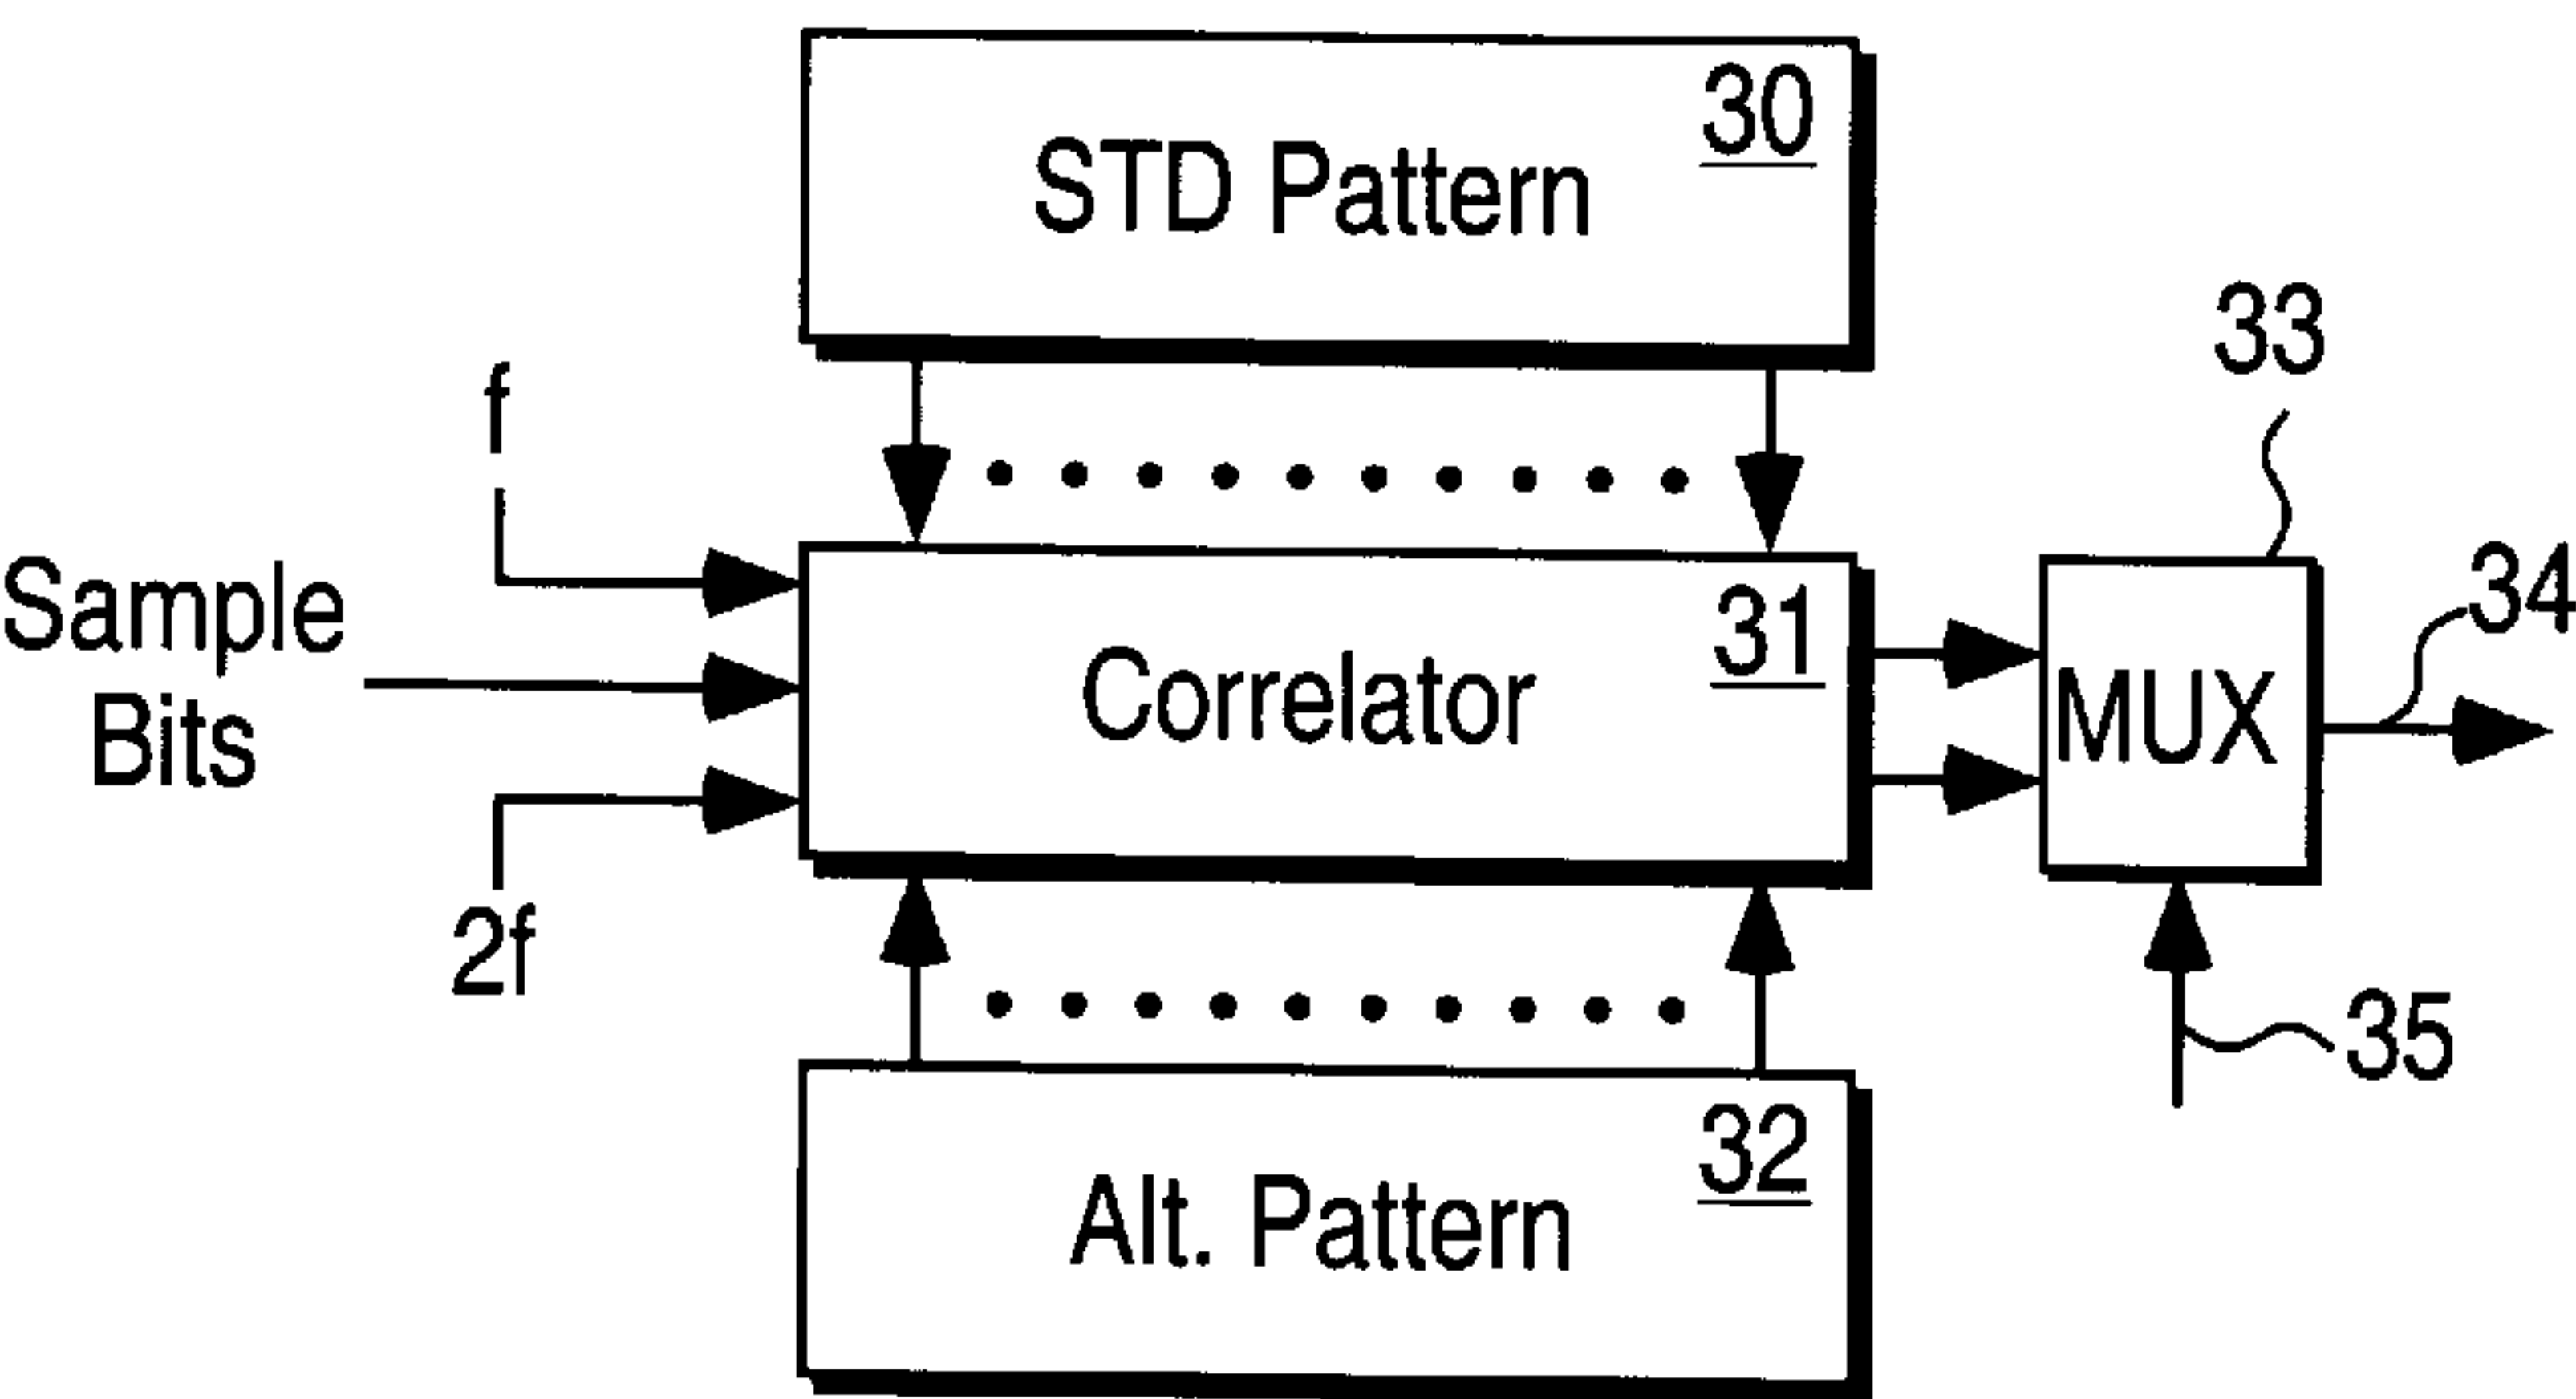 30
STD Pattern
33
f
34
Sample
Bits
31
Correlator
MUX
2f
35
32
Alt. Pattern